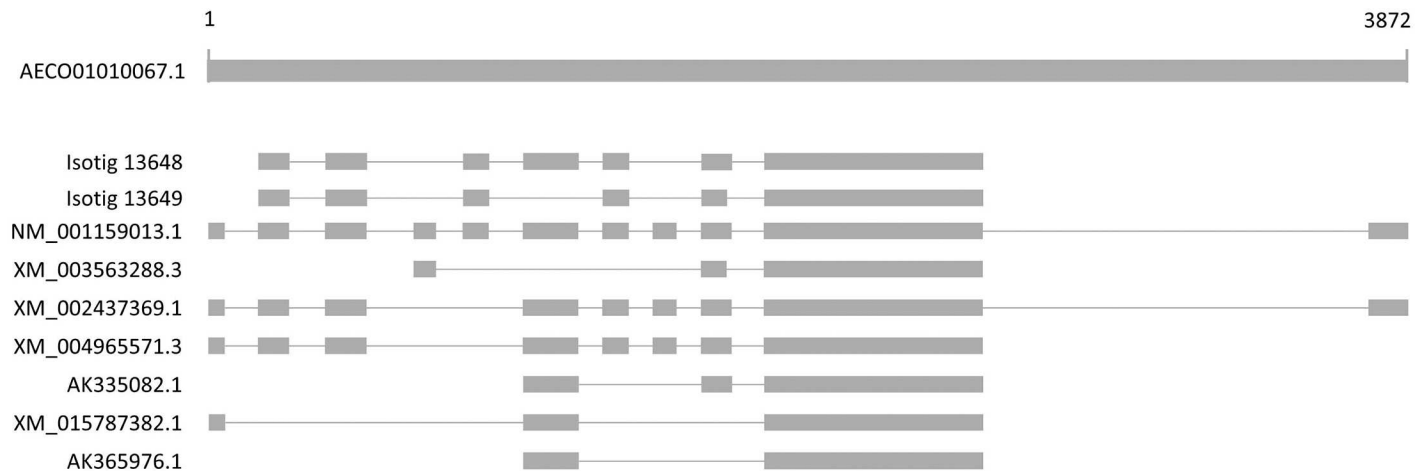 1 3872
AECO01010067.1
Isotig 13648
Isotig 13649
NM_001159013.1
XM_003563288.3
XM_002437369.1
XM_004965571.3
AK335082.1
XM_015787382.1
AK365976.1